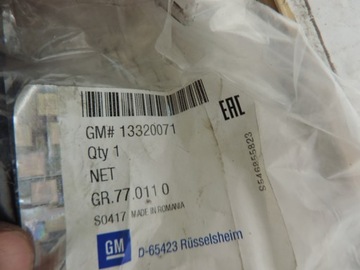 GM# 13320071
Qty 1
NET
GR.77.011 0
S0417 MADE IN ROMANIA
GM D-65423 Rüsselsheim
EAC